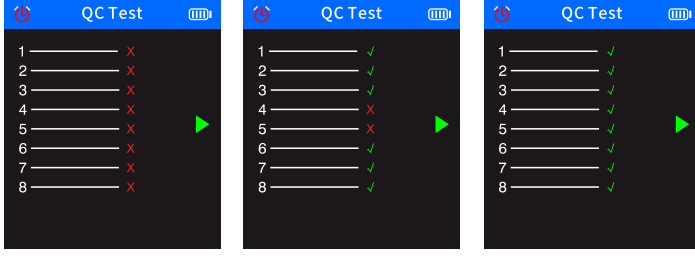 QC Test
1 X
2 X
3 X
4 X
5 X
6 X
7 X
8 X
QC Test
1 √
2 √
3 √
4 X
5 X
6 √
7 √
8 √
QC Test
1 √
2 √
3 √
4 √
5 √
6 √
7 √
8 √